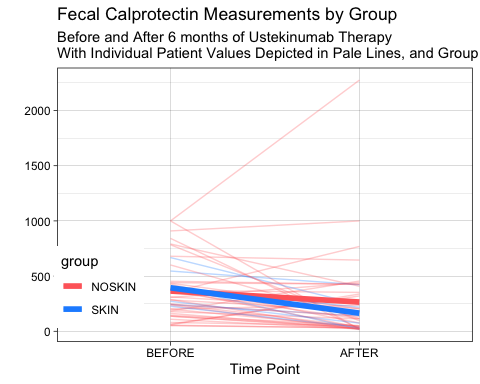 Fecal Calprotectin Measurements by Group
Before and After 6 months of Ustekinumab Therapy
With Individual Patient Values Depicted in Pale Lines, and Group
2000
1500
1000
500
0
group
NOSKIN
SKIN
BEFORE
AFTER
Time Point